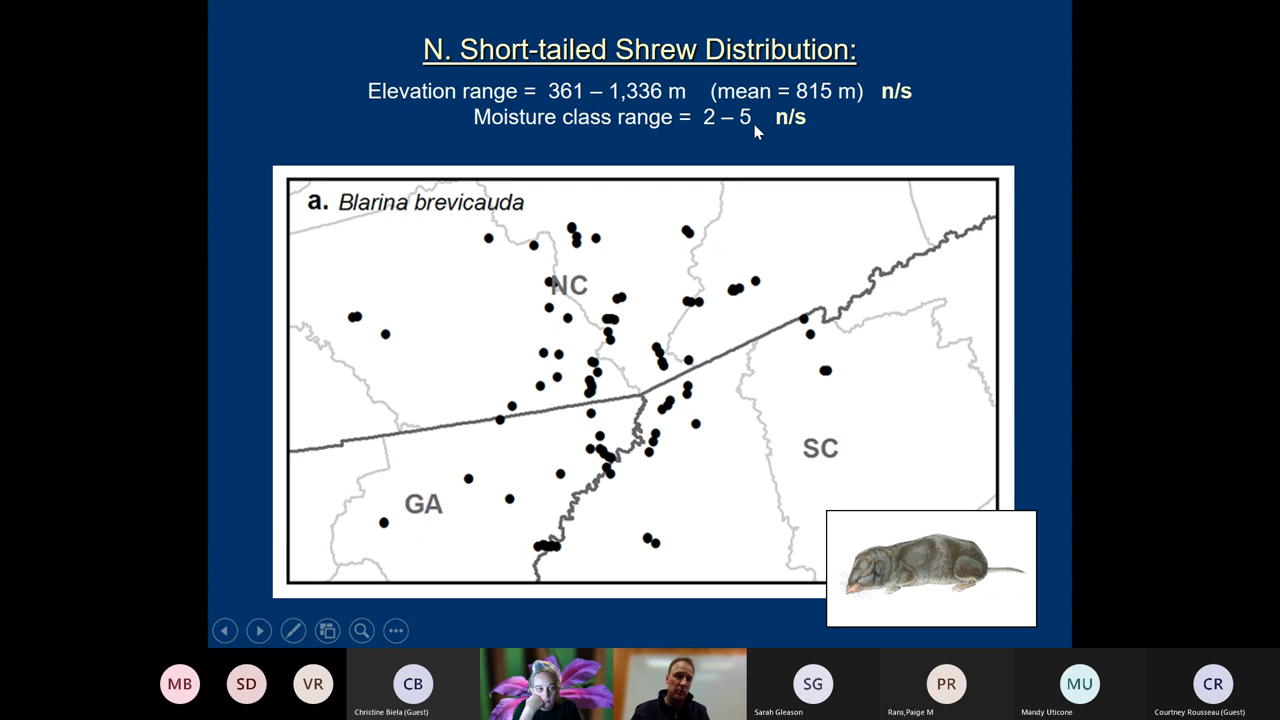 N. Short-tailed Shrew Distribution:
Elevation range = 361 – 1,336 m (mean = 815 m) n/s
Moisture class range = 2 – 5 n/s
a. Blarina brevicauda
NC
SC
GA
MB
SD
VR
CB
SG
PR
MU
CR
Christine Biela (Guest)
Sarah Gleason
Rans,Paige M
Mandy Uticone
Courtney Rousseau (Guest)